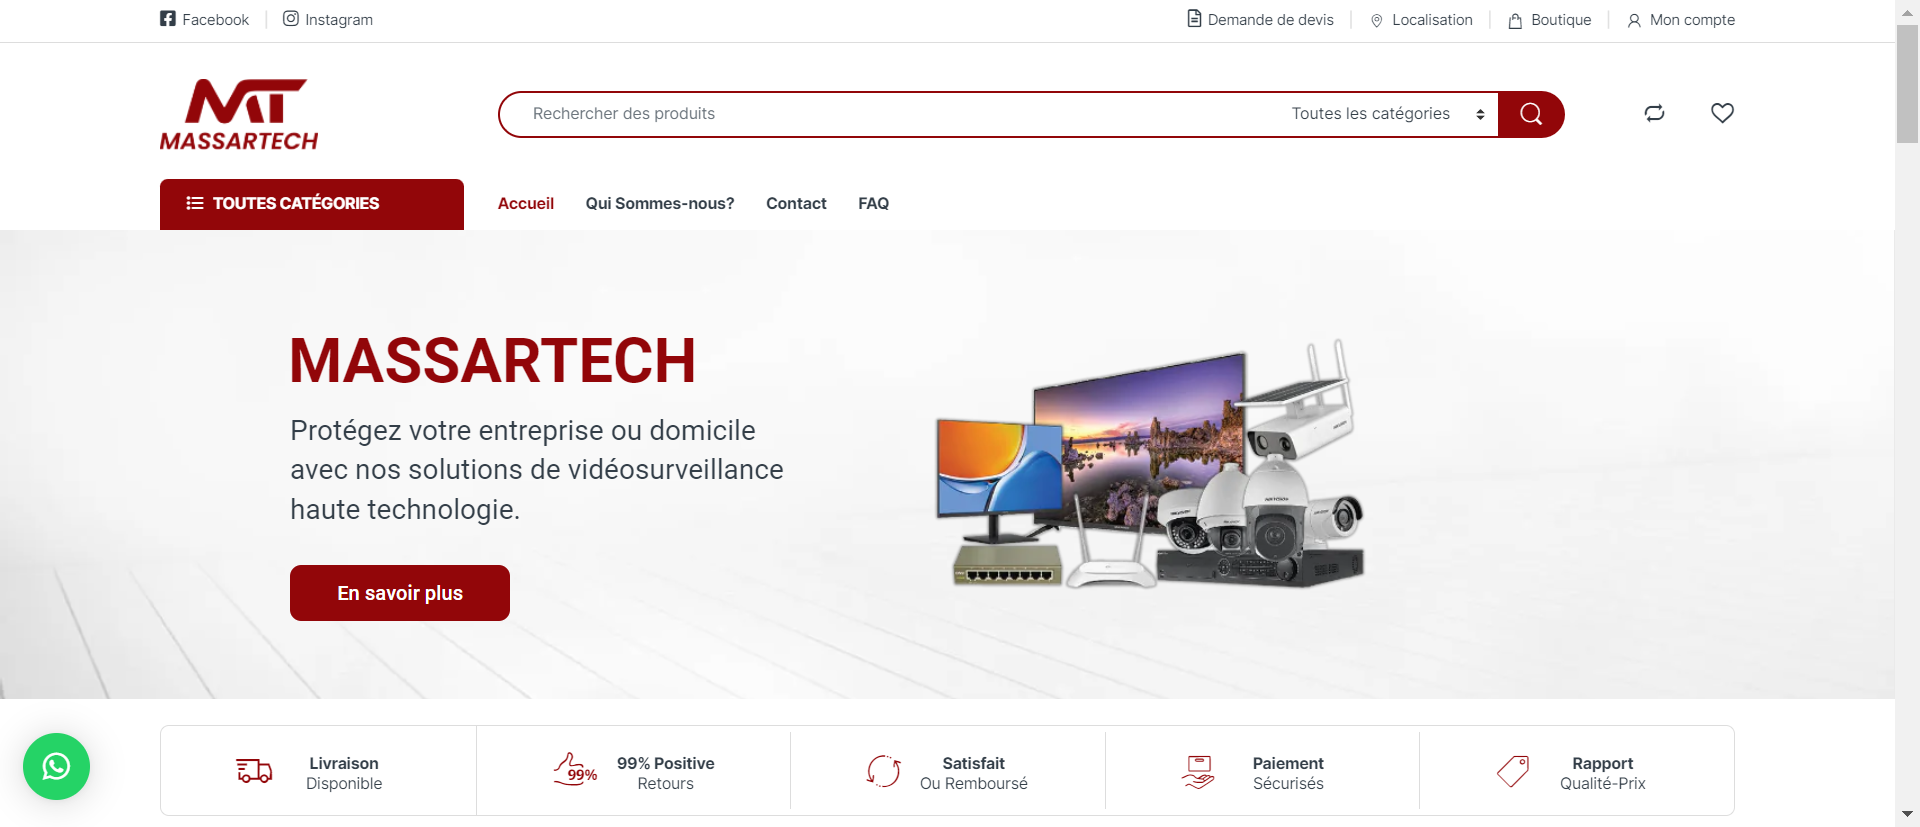 Facebook
Instagram
Demande de devis
Localisation
Boutique
Mon compte
MT
MASSARTECH
Rechercher des produits
Toutes les catégories
TOUTES CATÉGORIES
Accueil
Qui Sommes-nous?
Contact
FAQ
MASSARTECH
Protégez votre entreprise ou domicile
avec nos solutions de vidéosurveillance
haute technologie.
En savoir plus
HIKVISION
Livraison
Disponible
99%
99% Positive
Retours
Satisfait
Ou Remboursé
Paiement
Sécurisés
Rapport
Qualité-Prix